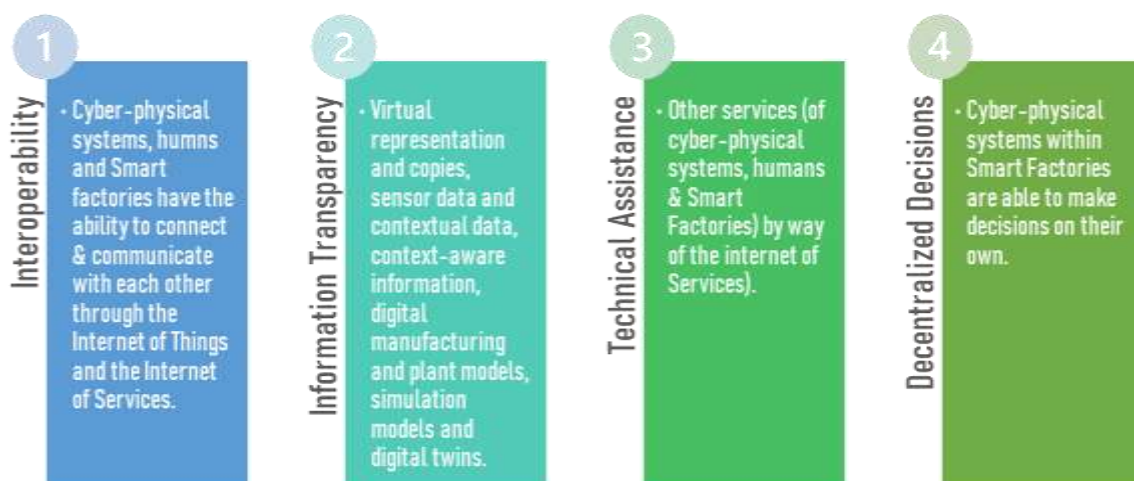 1
Interoperability
• Cyber-physical
systems, humns
and Smart
factories have the
ability to connect
& communicate
with each other
through the
Internet of Things
and the Internet
of Services.
2
Information Transparency
• Virtual
representation
and copies,
sensor data and
contextual data,
context-aware
information,
digital
manufacturing
and plant models,
simulation
models and
digital twins.
3
Technical Assistance
• Other services (of
cyber-physical
systems, humans
& Smart
Factories) by way
of the internet of
Services).
4
Decentralized Decisions
• Cyber-physical
systems within
Smart Factories
are able to make
decisions on their
own.